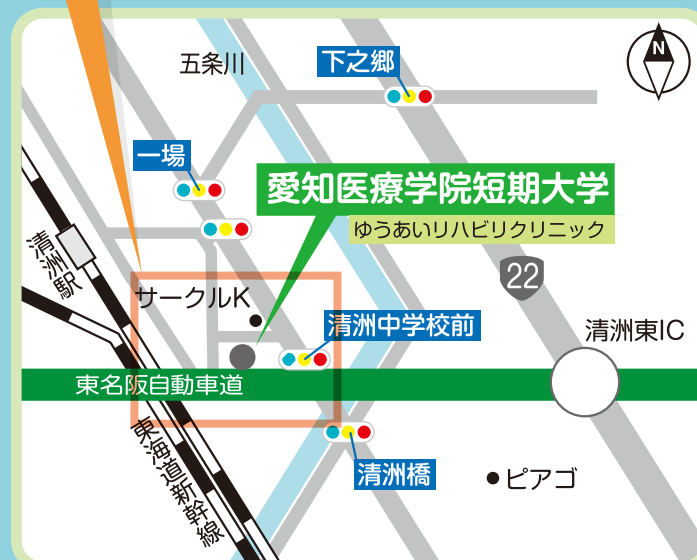 五条川
下之郷
N
一場
愛知医療学院短期大学
ゆうあいリハビリクリニック
清洲駅
22
サークルK
清洲中学校前
清洲東IC
東名阪自動車道
東海道新幹線
清洲橋
ピアゴ